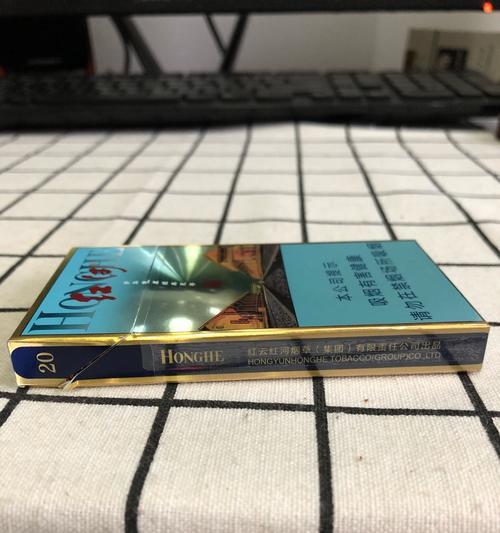 HONGHE
红河
本公司提示
吸烟有害健康
请勿在禁烟场所吸烟
20
HONGHE
红云红河烟草（集团）有限责任公司出品
HONGYUNHONGHE TOBACCO(GROUP)CO.,LTD